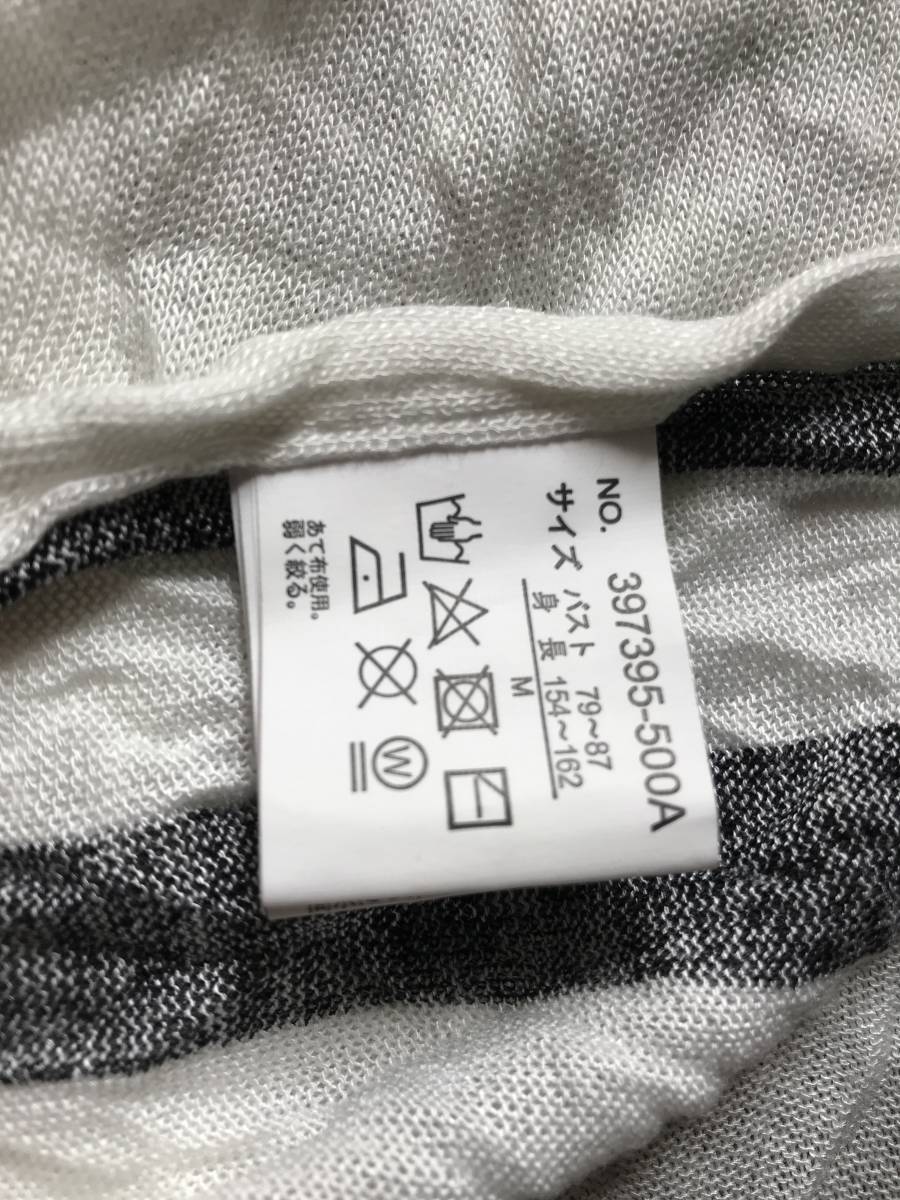 NO. 397395-500A
サイズ バスト 79~87
身長 154~162
M
W
あて布使用。
弱く絞る。